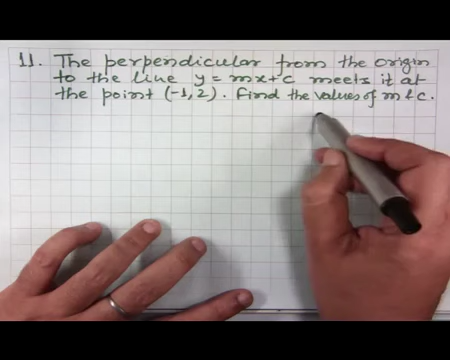 11. The perpendicular from the origin
to the line y = mx+c meets it at
the point (-1,2). Find the values of m & c.